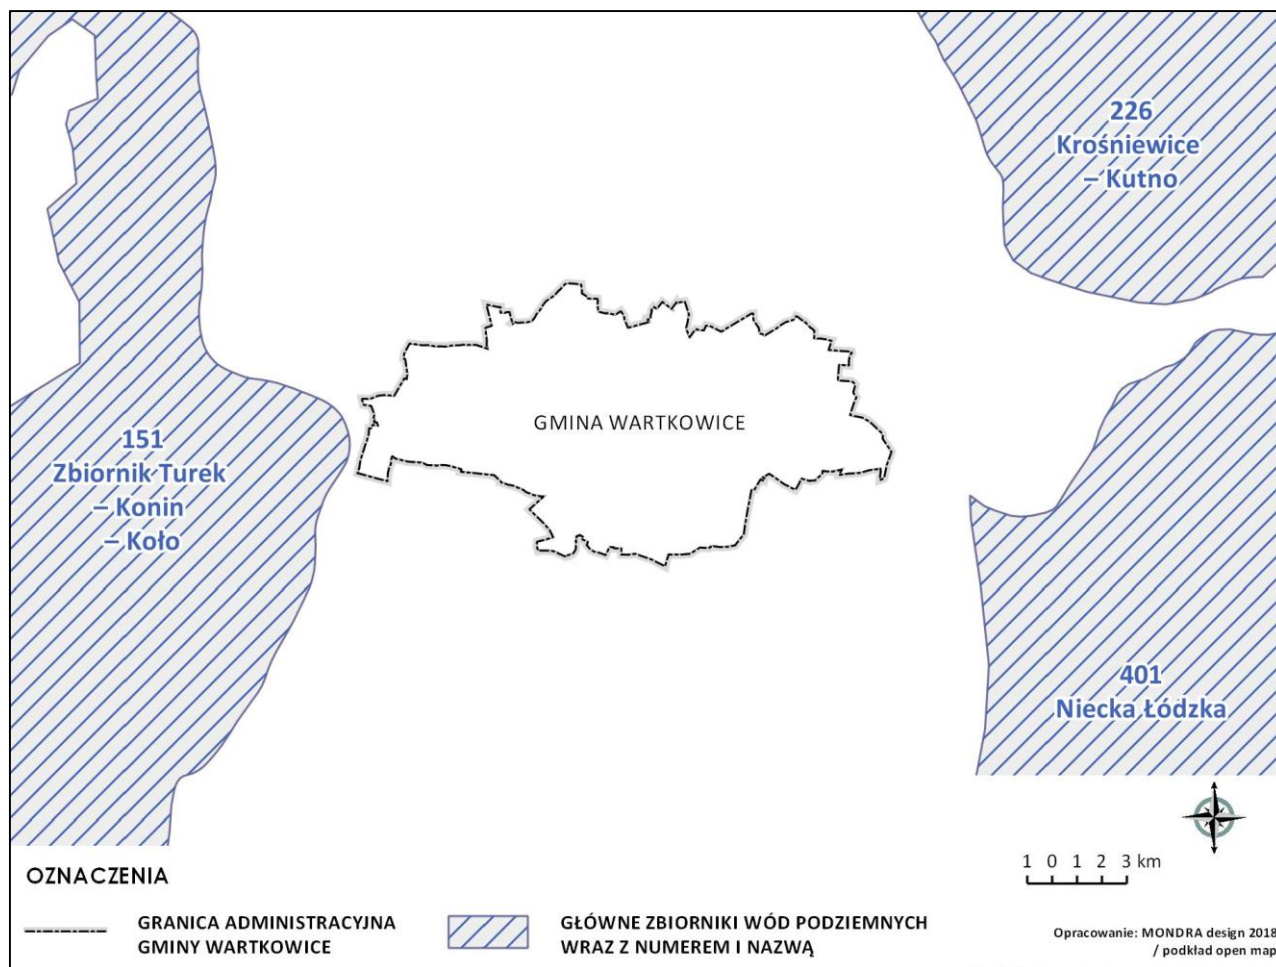 226
Krośniewice
– Kutno
GMINA WARTKOWICE
151
Zbiornik Turek
– Konin
– Koło
401
Niecka Łódzka
1 0 1 2 3 km
OZNACZENIA
GRANICA ADMINISTRACYJNA
GMINY WARTKOWICE
GŁÓWNE ZBIORNIKI WÓD PODZIEMNYCH
WRAZ Z NUMEREM I NAZWĄ
Opracowanie: MONDRA design 2018
/ podkład open map